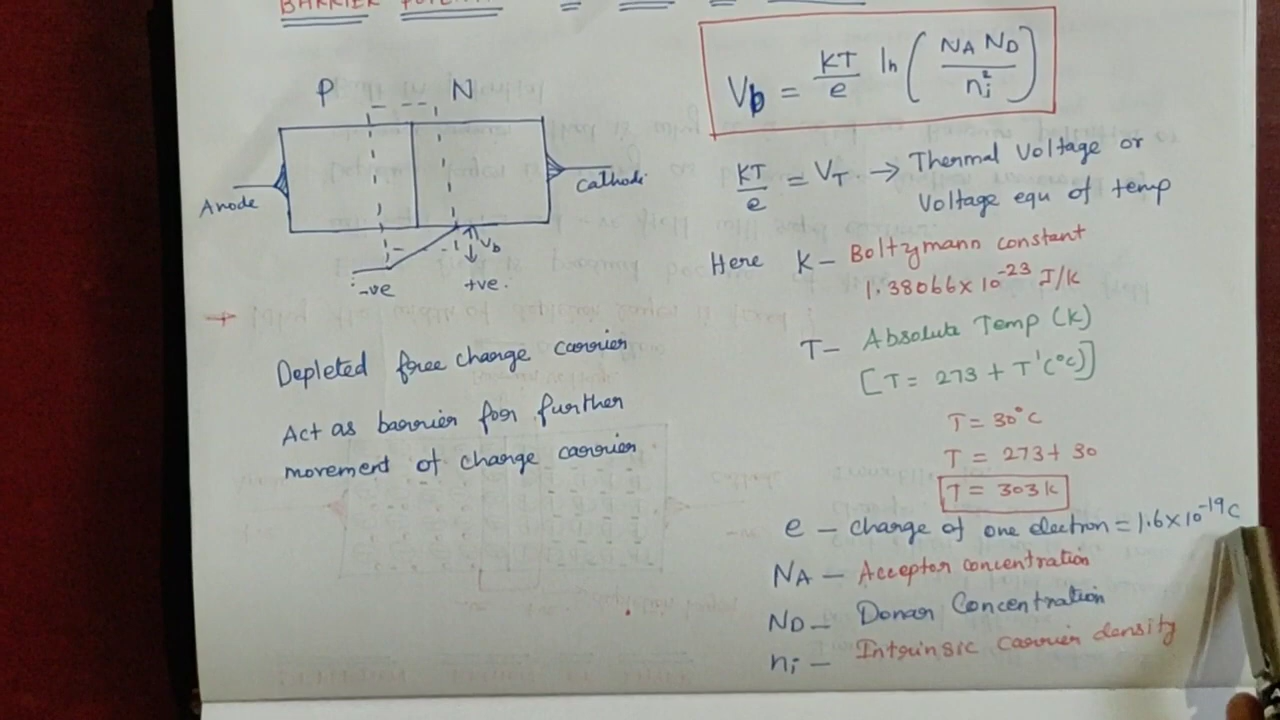 BARRIER
P N
Anode
Cathode
Vb
-ve +ve.
Depleted free charge carrier
Act as barrier for further
movement of charge carrier
Vb = KT/e ln (NA ND / ni²)
KT/e = VT → Thermal Voltage or
Voltage equ of temp
Here K – Boltzmann constant
1.38066 x 10⁻²³ J/K
T – Absolute Temp (K)
[T = 273 + T'(°C)]
T = 30°C
T = 273 + 30
T = 303 k
e – charge of one electron = 1.6 x 10⁻¹⁹ C
NA – Acceptor concentration
ND – Donar Concentration
ni – Intrinsic carrier density